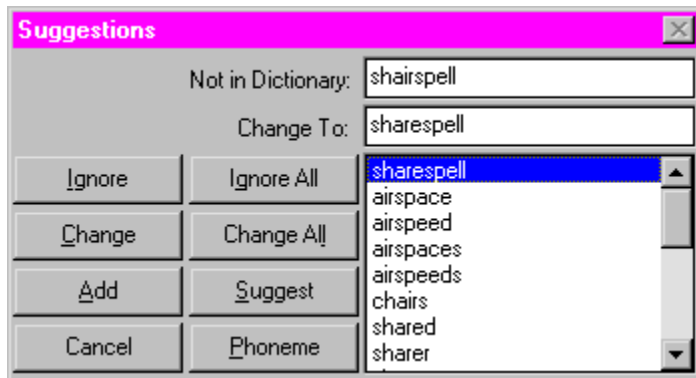 Suggestions
Not in Dictionary: shairspell
Change To: sharespell
Ignore Ignore All
Change Change All
Add Suggest
Cancel Phoneme
sharespell
airspace
airspeed
airspaces
airspeeds
chairs
shared
sharer